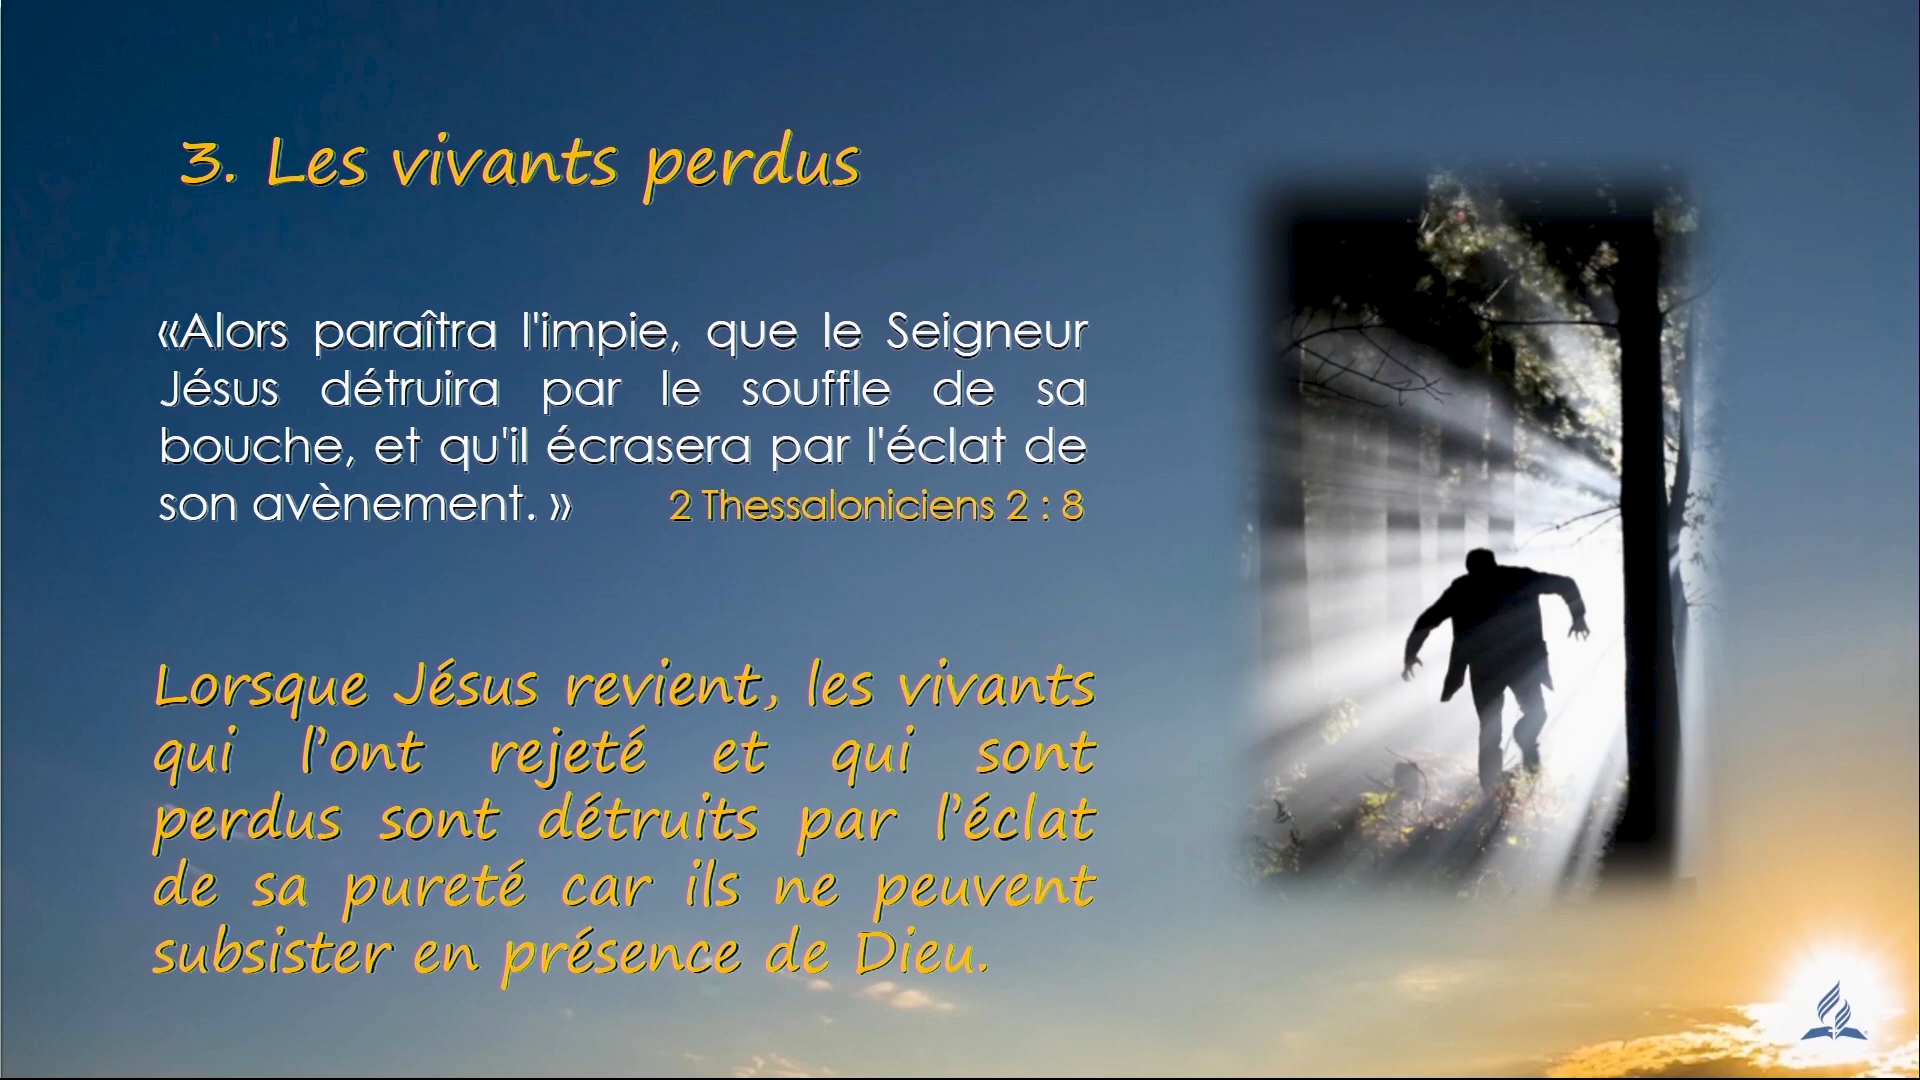 3. Les vivants perdus
«Alors paraîtra l'impie, que le Seigneur
Jésus détruira par le souffle de sa
bouche, et qu'il écrasera par l'éclat de
son avènement. » 2 Thessaloniciens 2 : 8
Lorsque Jésus revient, les vivants
qui l’ont rejeté et qui sont
perdus sont détruits par l’éclat
de sa pureté car ils ne peuvent
subsister en présence de Dieu.